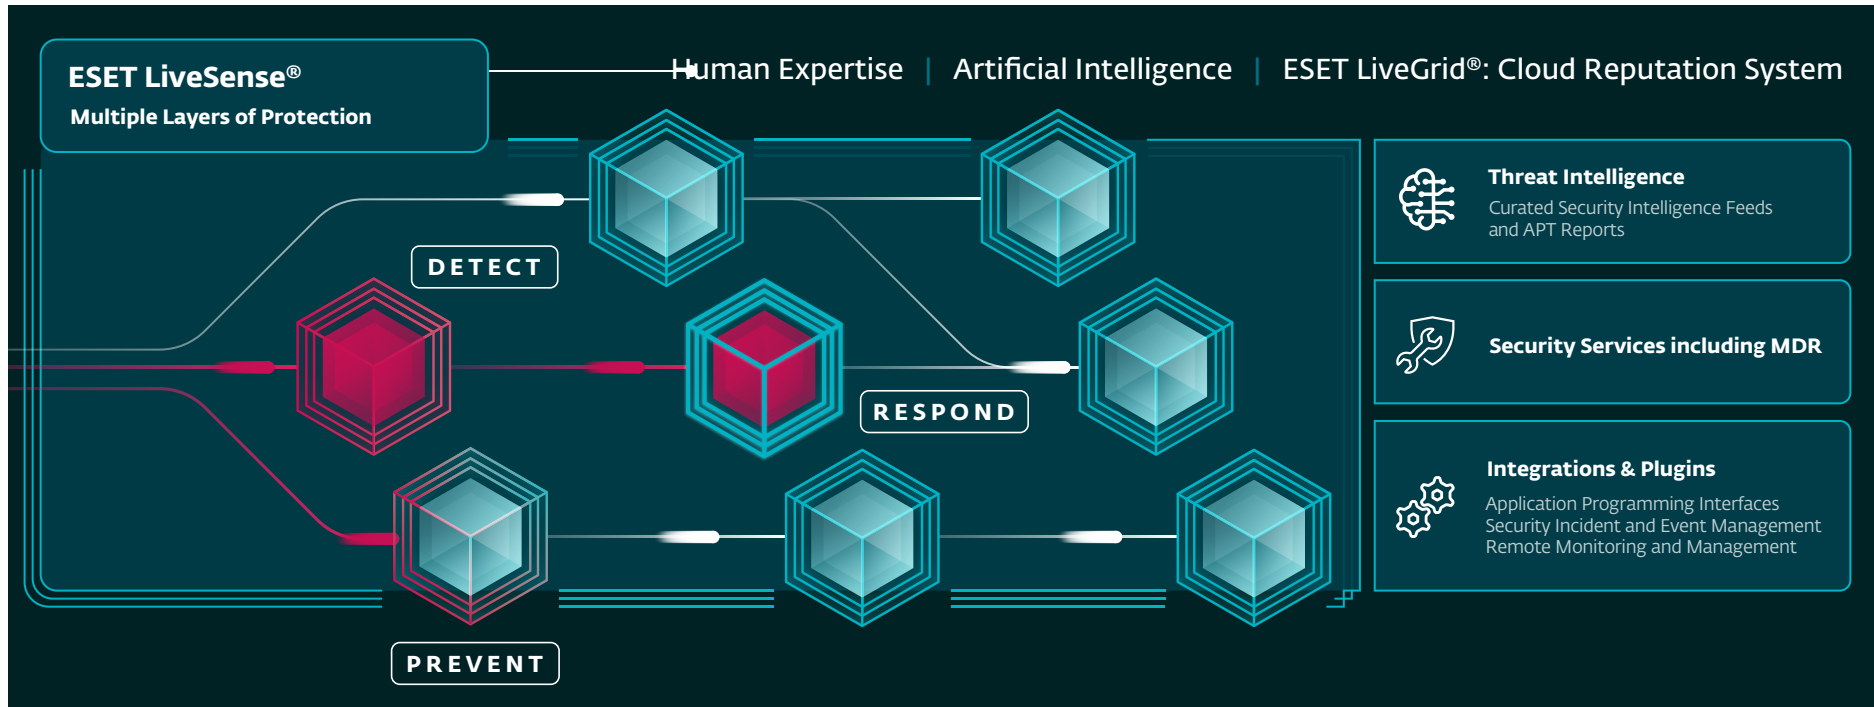 ESET LiveSense®
Multiple Layers of Protection
Human Expertise | Artificial Intelligence | ESET LiveGrid®: Cloud Reputation System
DETECT
RESPOND
PREVENT
Threat Intelligence
Curated Security Intelligence Feeds
and APT Reports
Security Services including MDR
Integrations & Plugins
Application Programming Interfaces
Security Incident and Event Management
Remote Monitoring and Management